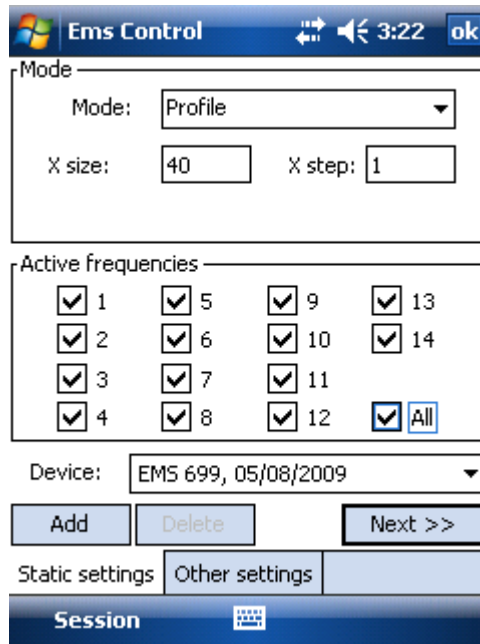 Ems Control 3:22 ok
Mode
Mode: Profile
X size: 40 X step: 1
Active frequencies
1 5 9 13
2 6 10 14
3 7 11
4 8 12 All
Device: EMS 699, 05/08/2009
Add Delete Next >>
Static settings Other settings
Session